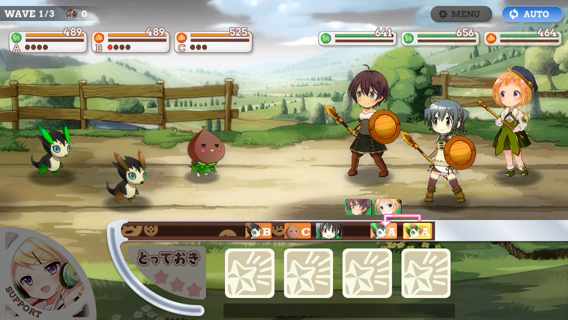 WAVE 1/3 0 MENU AUTO
489 489 525 641 656 464
A B C
B C A A
とっておき
SUPPORT